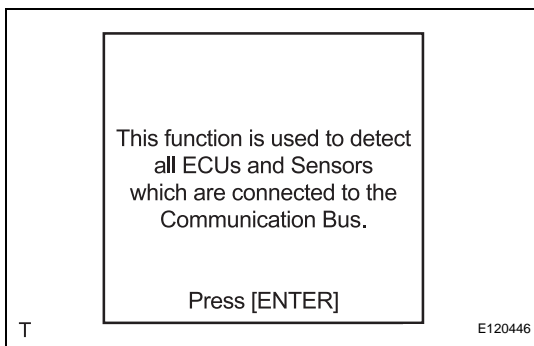 This function is used to detect
all ECUs and Sensors
which are connected to the
Communication Bus.
Press [ENTER]
T
E120446